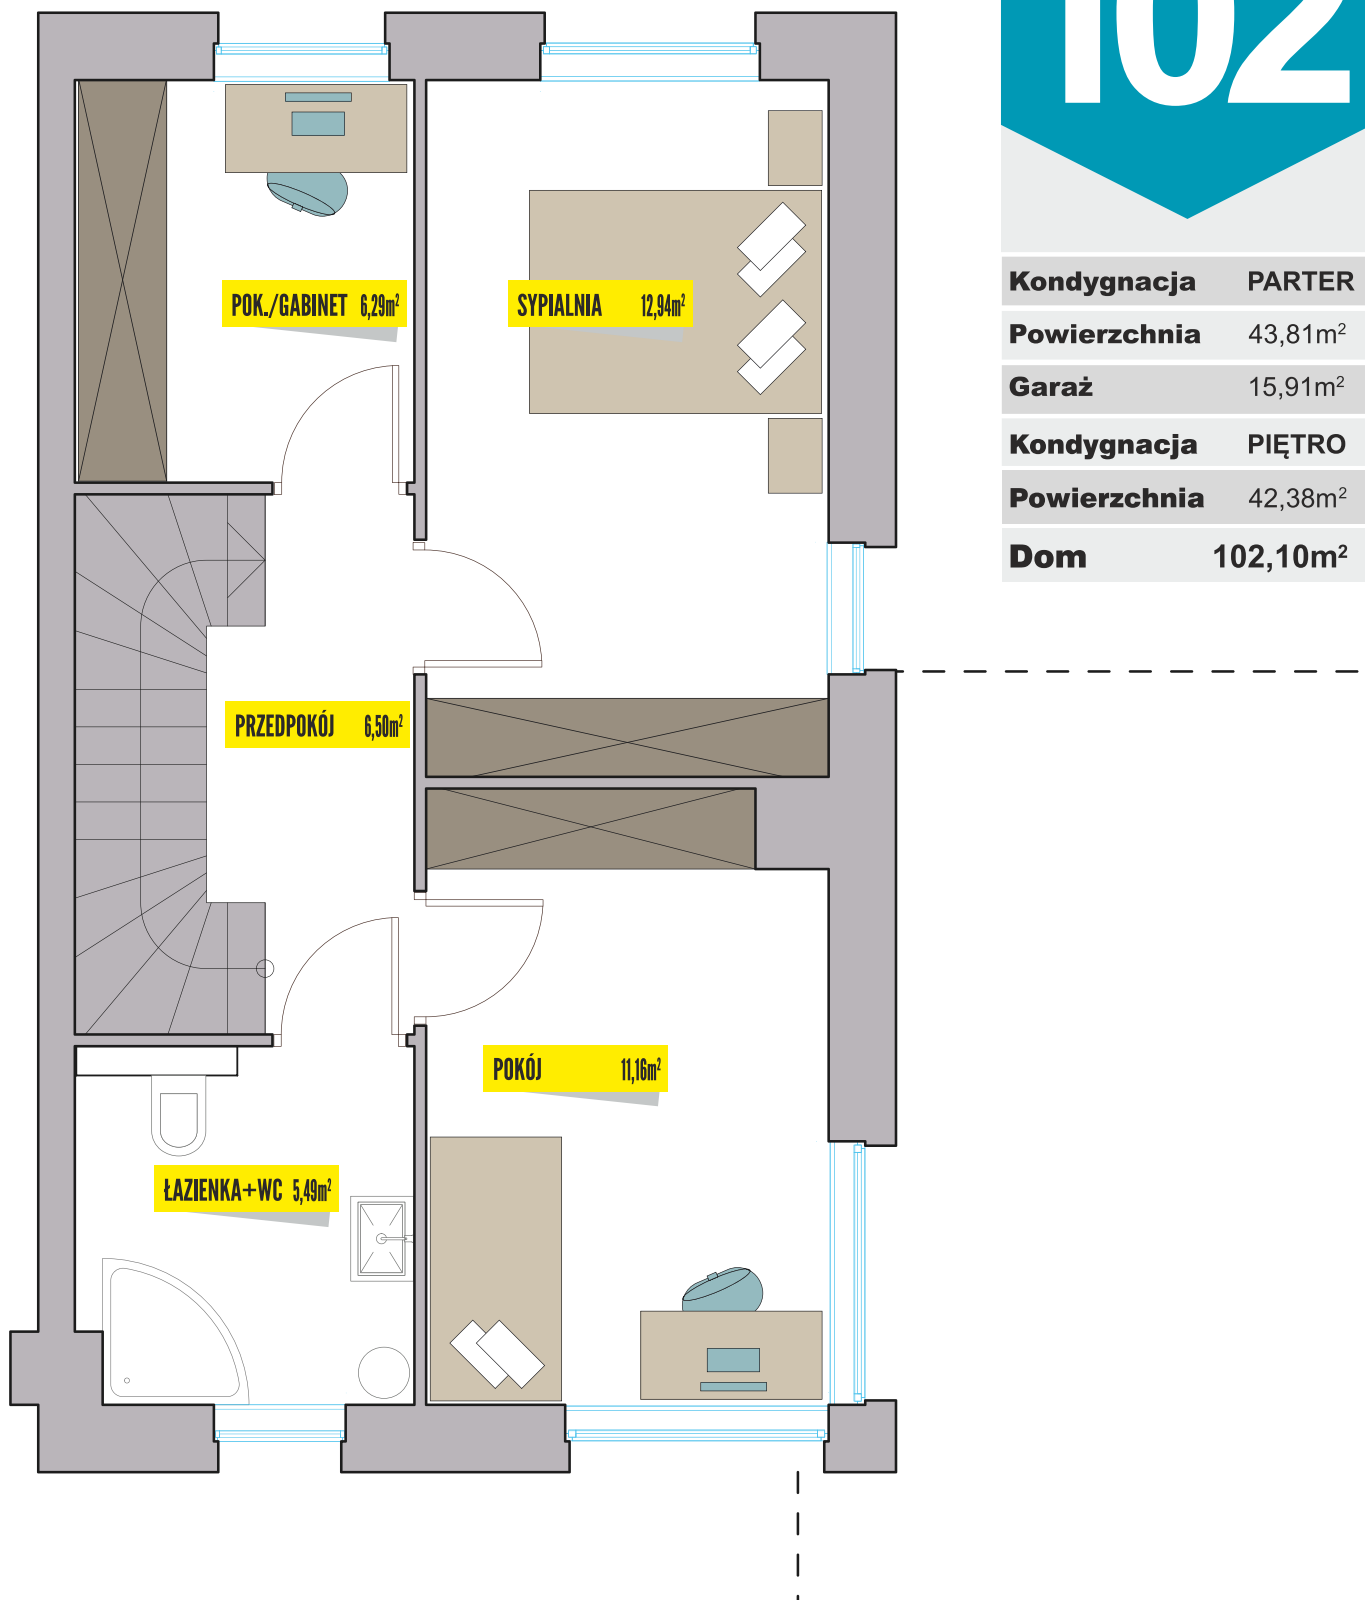 102
Kondygnacja PARTER
Powierzchnia 43,81m²
Garaż 15,91m²
Kondygnacja PIĘTRO
Powierzchnia 42,38m²
Dom 102,10m²
POK./GABINET 6,29m²
SYPIALNIA 12,94m²
PRZEDPOKÓJ 6,50m²
POKÓJ 11,16m²
ŁAZIENKA+WC 5,49m²